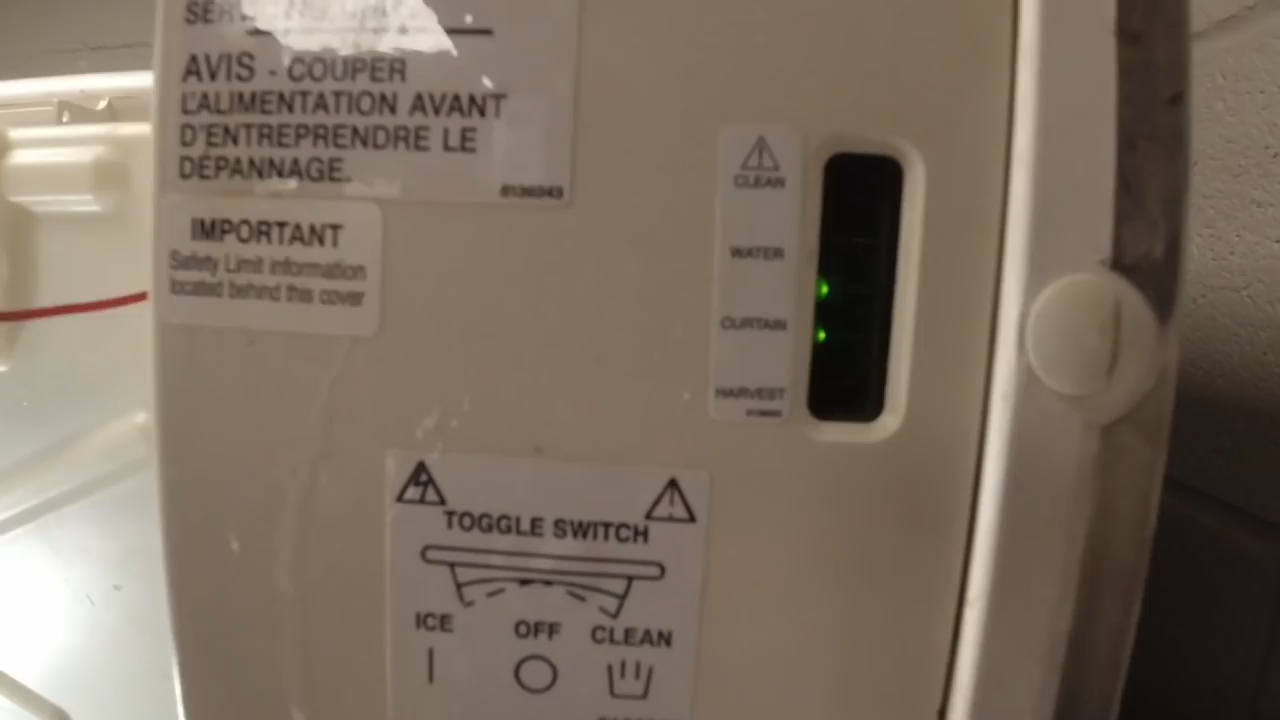 AVIS - COUPER
L'ALIMENTATION AVANT
D'ENTREPRENDRE LE
DÉPANNAGE.
IMPORTANT
Safety Limit information
located behind this cover
CLEAN
WATER
CURTAIN
HARVEST
TOGGLE SWITCH
ICE OFF CLEAN